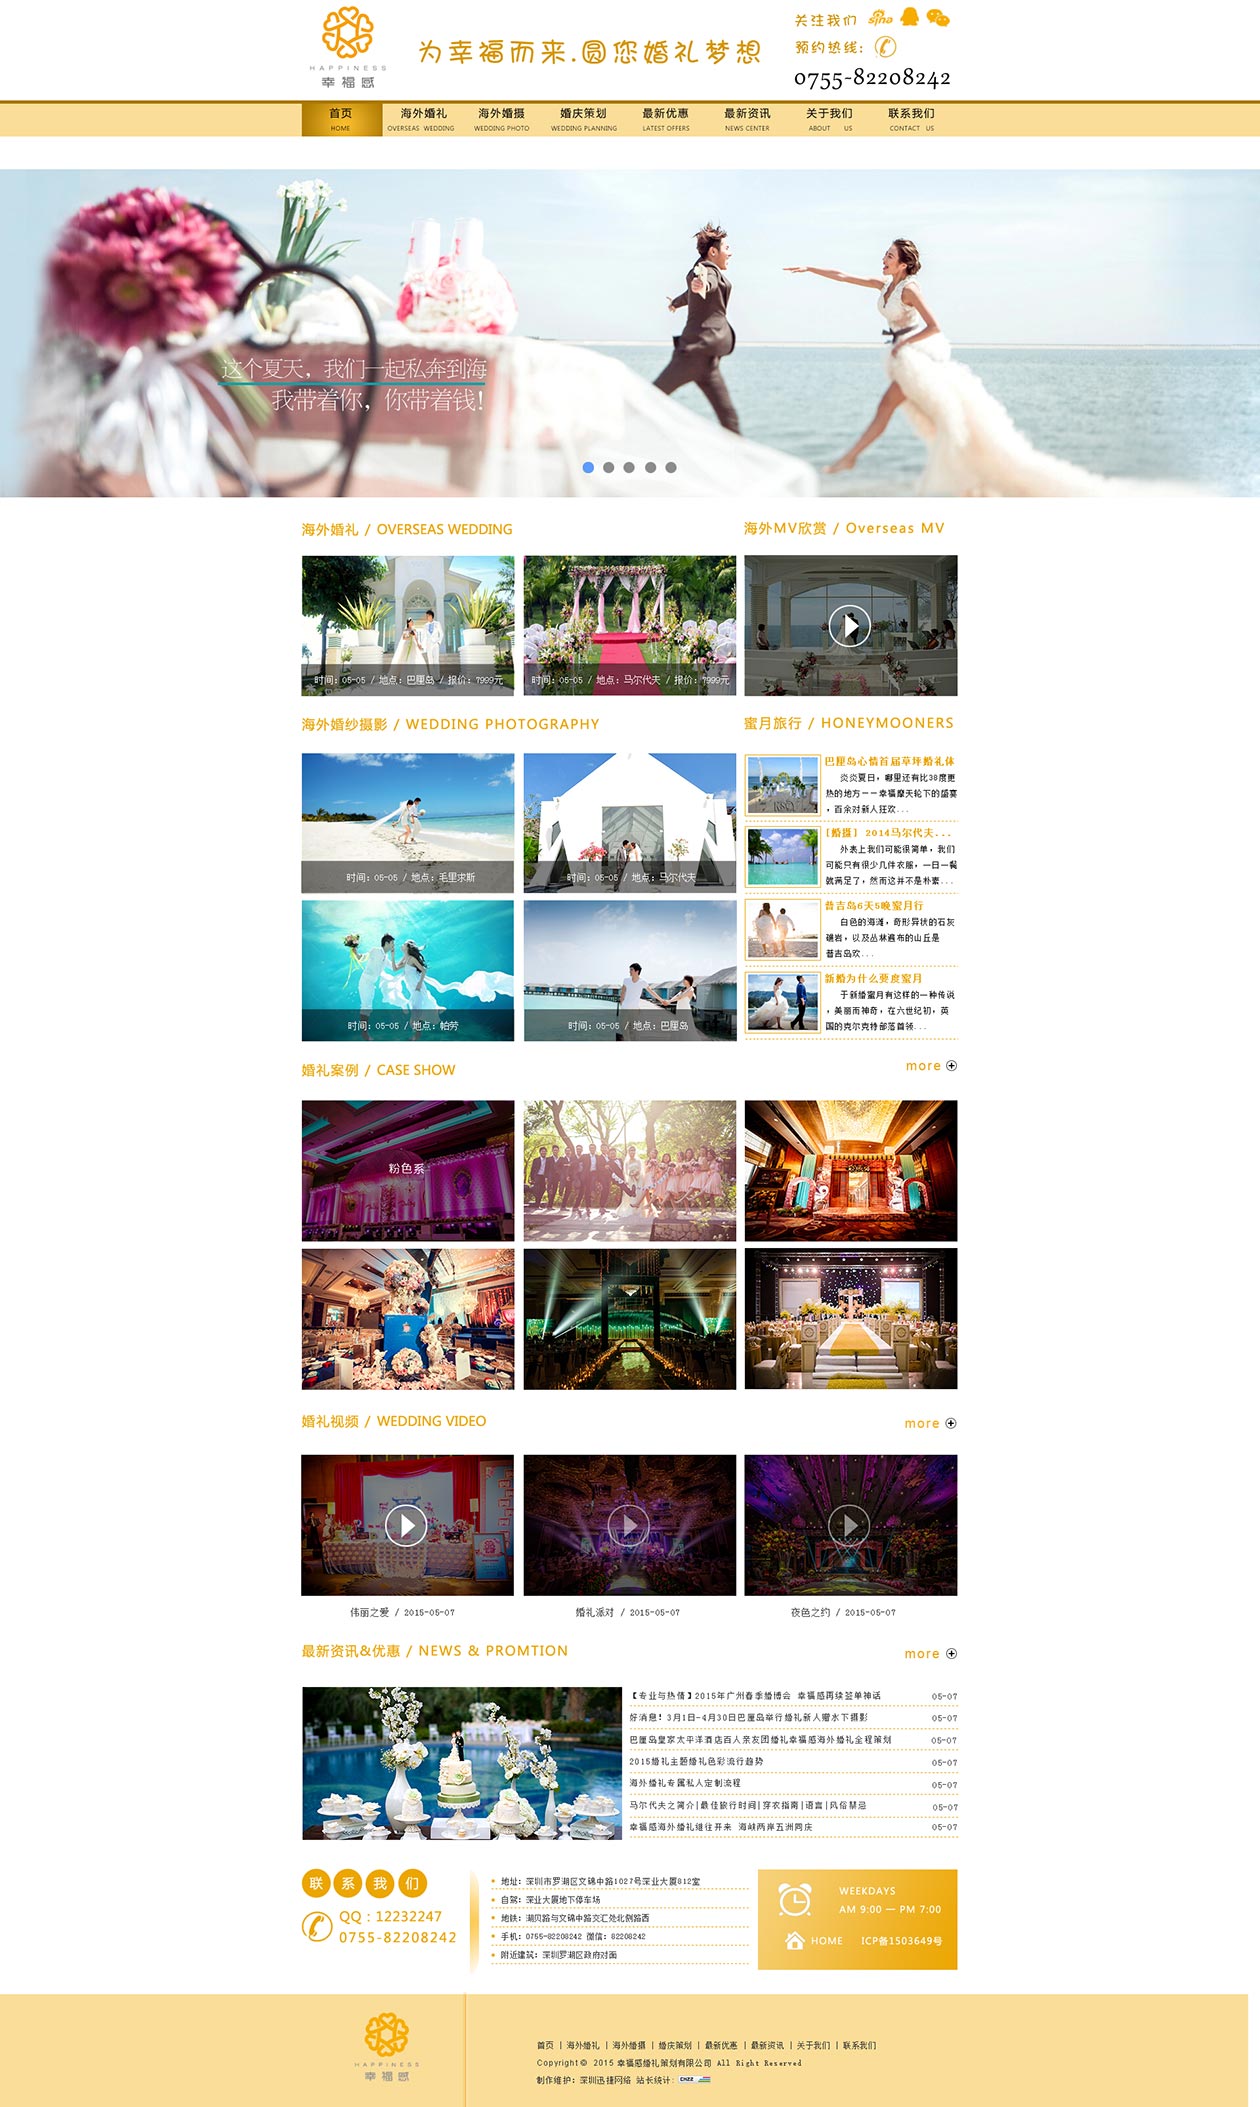 HAPPINESS
幸福感
为幸福而来.圆您婚礼梦想
关注我们 sina
预约热线:
0755-82208242
首页 海外婚礼 海外婚摄 婚庆策划 最新优惠 最新资讯 关于我们 联系我们
HOME OVERSEAS WEDDING WEDDING PHOTO WEDDING PLANNING LATEST OFFERS NEWS CENTER ABOUT US CONTACT US
这个夏天，我们一起私奔到海
我带着你，你带着钱！
海外婚礼 / OVERSEAS WEDDING
时间：05-05 / 地点：巴厘岛 / 报价：7999元
时间：05-05 / 地点：马尔代夫 / 报价：7999元
海外MV欣赏 / Overseas MV
海外婚纱摄影 / WEDDING PHOTOGRAPHY
时间：05-05 / 地点：毛里求斯
时间：05-05 / 地点：马尔代夫
时间：05-05 / 地点：帕劳
时间：05-05 / 地点：巴厘岛
蜜月旅行 / HONEYMOONERS
巴厘岛心情首届草坪婚礼体
炎炎夏日，哪里还有比38度更
热的地方——幸福摩天轮下的盛宴
，百余对新人狂欢...
[婚摄] 2014马尔代夫...
外表上我们可能很简单，我们
可能只有很少几件衣服，一日一餐
就满足了，然而这并不是朴素...
普吉岛6天5晚蜜月行
白色的海滩，奇形异状的石灰
礁岩，以及丛林遍布的山丘是
普吉岛欢...
新婚为什么要度蜜月
于新婚蜜月有这样的一种传说
，美丽而神奇，在六世纪初，英
国的克尔克特部落首领...
婚礼案例 / CASE SHOW
more
粉色系
婚礼视频 / WEDDING VIDEO
more
伟丽之爱 / 2015-05-07
婚礼派对 / 2015-05-07
夜色之约 / 2015-05-07
最新资讯&优惠 / NEWS & PROMTION
more
【专业与热情】2015年广州春季婚博会 幸福感再续签单神话 05-07
好消息！3月1日-4月30日巴厘岛举行婚礼新人赠水下摄影 05-07
巴厘岛皇家太平洋酒店百人亲友团婚礼幸福感海外婚礼全程策划 05-07
2015婚礼主题婚礼色彩流行趋势 05-07
海外婚礼专属私人定制流程 05-07
马尔代夫之简介|最佳旅行时间|穿衣指南|语言|风俗禁忌 05-07
幸福感海外婚礼继往开来 海峡两岸五洲同庆 05-07
联系我们
QQ：12232247
0755-82208242
地址：深圳市罗湖区文锦中路1027号深业大厦812室
自驾：深业大厦地下停车场
地铁：湖贝路与文锦中路交汇处北侧路西
手机：0755-82208242 微信：82208242
附近建筑：深圳罗湖区政府对面
WEEKDAYS
AM 9:00 — PM 7:00
HOME ICP备1503649号
HAPPINESS
幸福感
首页 | 海外婚礼 | 海外婚摄 | 婚庆策划 | 最新优惠 | 最新资讯 | 关于我们 | 联系我们
Copyright© 2015 幸福感婚礼策划有限公司 All Right Reserved
制作维护：深圳迅捷网络 站长统计: CNZZ